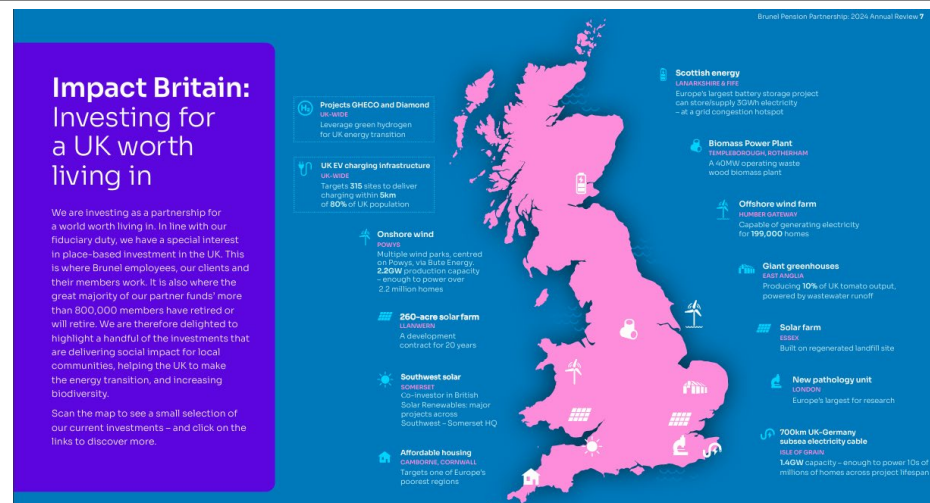 Brunel Pension Partnership: 2024 Annual Review 7
Impact Britain:
Investing for
a UK worth
living in
We are investing as a partnership for
a world worth living in. In line with our
fiduciary duty, we have a special interest
in place-based investment in the UK. This
is where Brunel employees, our clients and
their members work. It is also where the
great majority of our partner funds' more
than 800,000 members have retired or
will retire. We are therefore delighted to
highlight a handful of the investments that
are delivering social impact for local
communities, helping the UK to make
the energy transition, and increasing
biodiversity.
Scan the map to see a small selection of
our current investments – and click on the
links to discover more.
H₂
Projects GHECO and Diamond
UK-WIDE
Leverage green hydrogen
for UK energy transition
UK EV charging infrastructure
UK-WIDE
Targets 315 sites to deliver
charging within 5km
of 80% of UK population
Onshore wind
POWYS
Multiple wind parks, centred
on Powys, via Bute Energy.
2.2GW production capacity
– enough to power over
2.2 million homes
260-acre solar farm
LLANWERN
A development
contract for 20 years
Southwest solar
SOMERSET
Co-investor in British
Solar Renewables: major
projects across
Southwest – Somerset HQ
Affordable housing
CAMBORNE, CORNWALL
Targets one of Europe's
poorest regions
Scottish energy
LANARKSHIRE & FIFE
Europe's largest battery storage project
can store/supply 3GWh electricity
– at a grid congestion hotspot
Biomass Power Plant
TEMPLEBOROUGH, ROTHERHAM
A 40MW operating waste
wood biomass plant
Offshore wind farm
HUMBER GATEWAY
Capable of generating electricity
for 199,000 homes
Giant greenhouses
EAST ANGLIA
Producing 10% of UK tomato output,
powered by wastewater runoff
Solar farm
ESSEX
Built on regenerated landfill site
New pathology unit
LONDON
Europe's largest for research
700km UK-Germany
subsea electricity cable
ISLE OF GRAIN
1.4GW capacity – enough to power 10s of
millions of homes across project lifespan